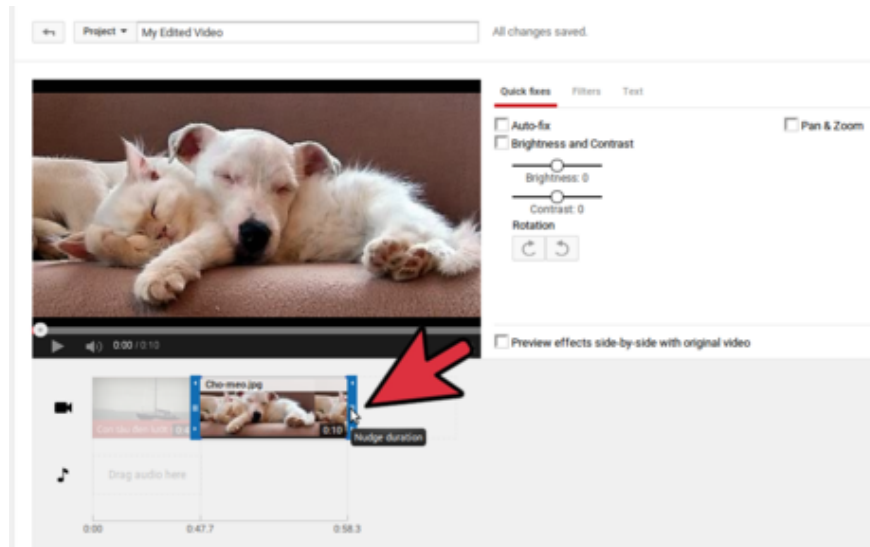 Project My Edited Video All changes saved.
Quick fixes Filters Text
Auto-fix Pan & Zoom
Brightness and Contrast
Brightness: 0
Contrast: 0
Rotation
0:00 / 0:10
Preview effects side-by-side with original video
Cho-meo.jpg
0:10
Nudge duration
Drag audio here
0:00 0:47.7 0:58.3